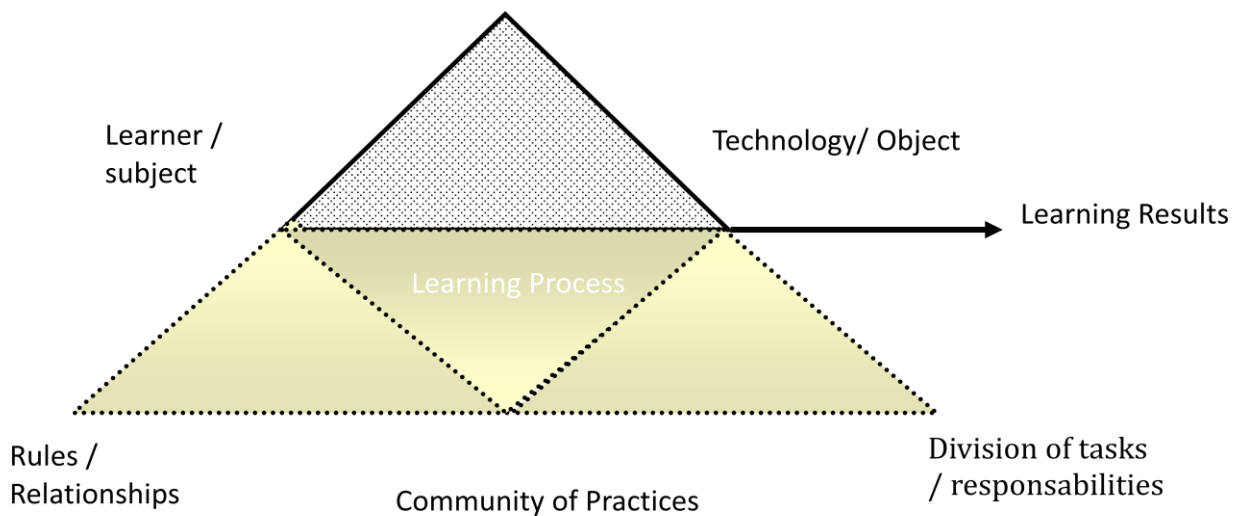 Learner /
subject
Technology/ Object
Learning Results
Learning Process
Rules /
Relationships
Community of Practices
Division of tasks
/ responsabilities